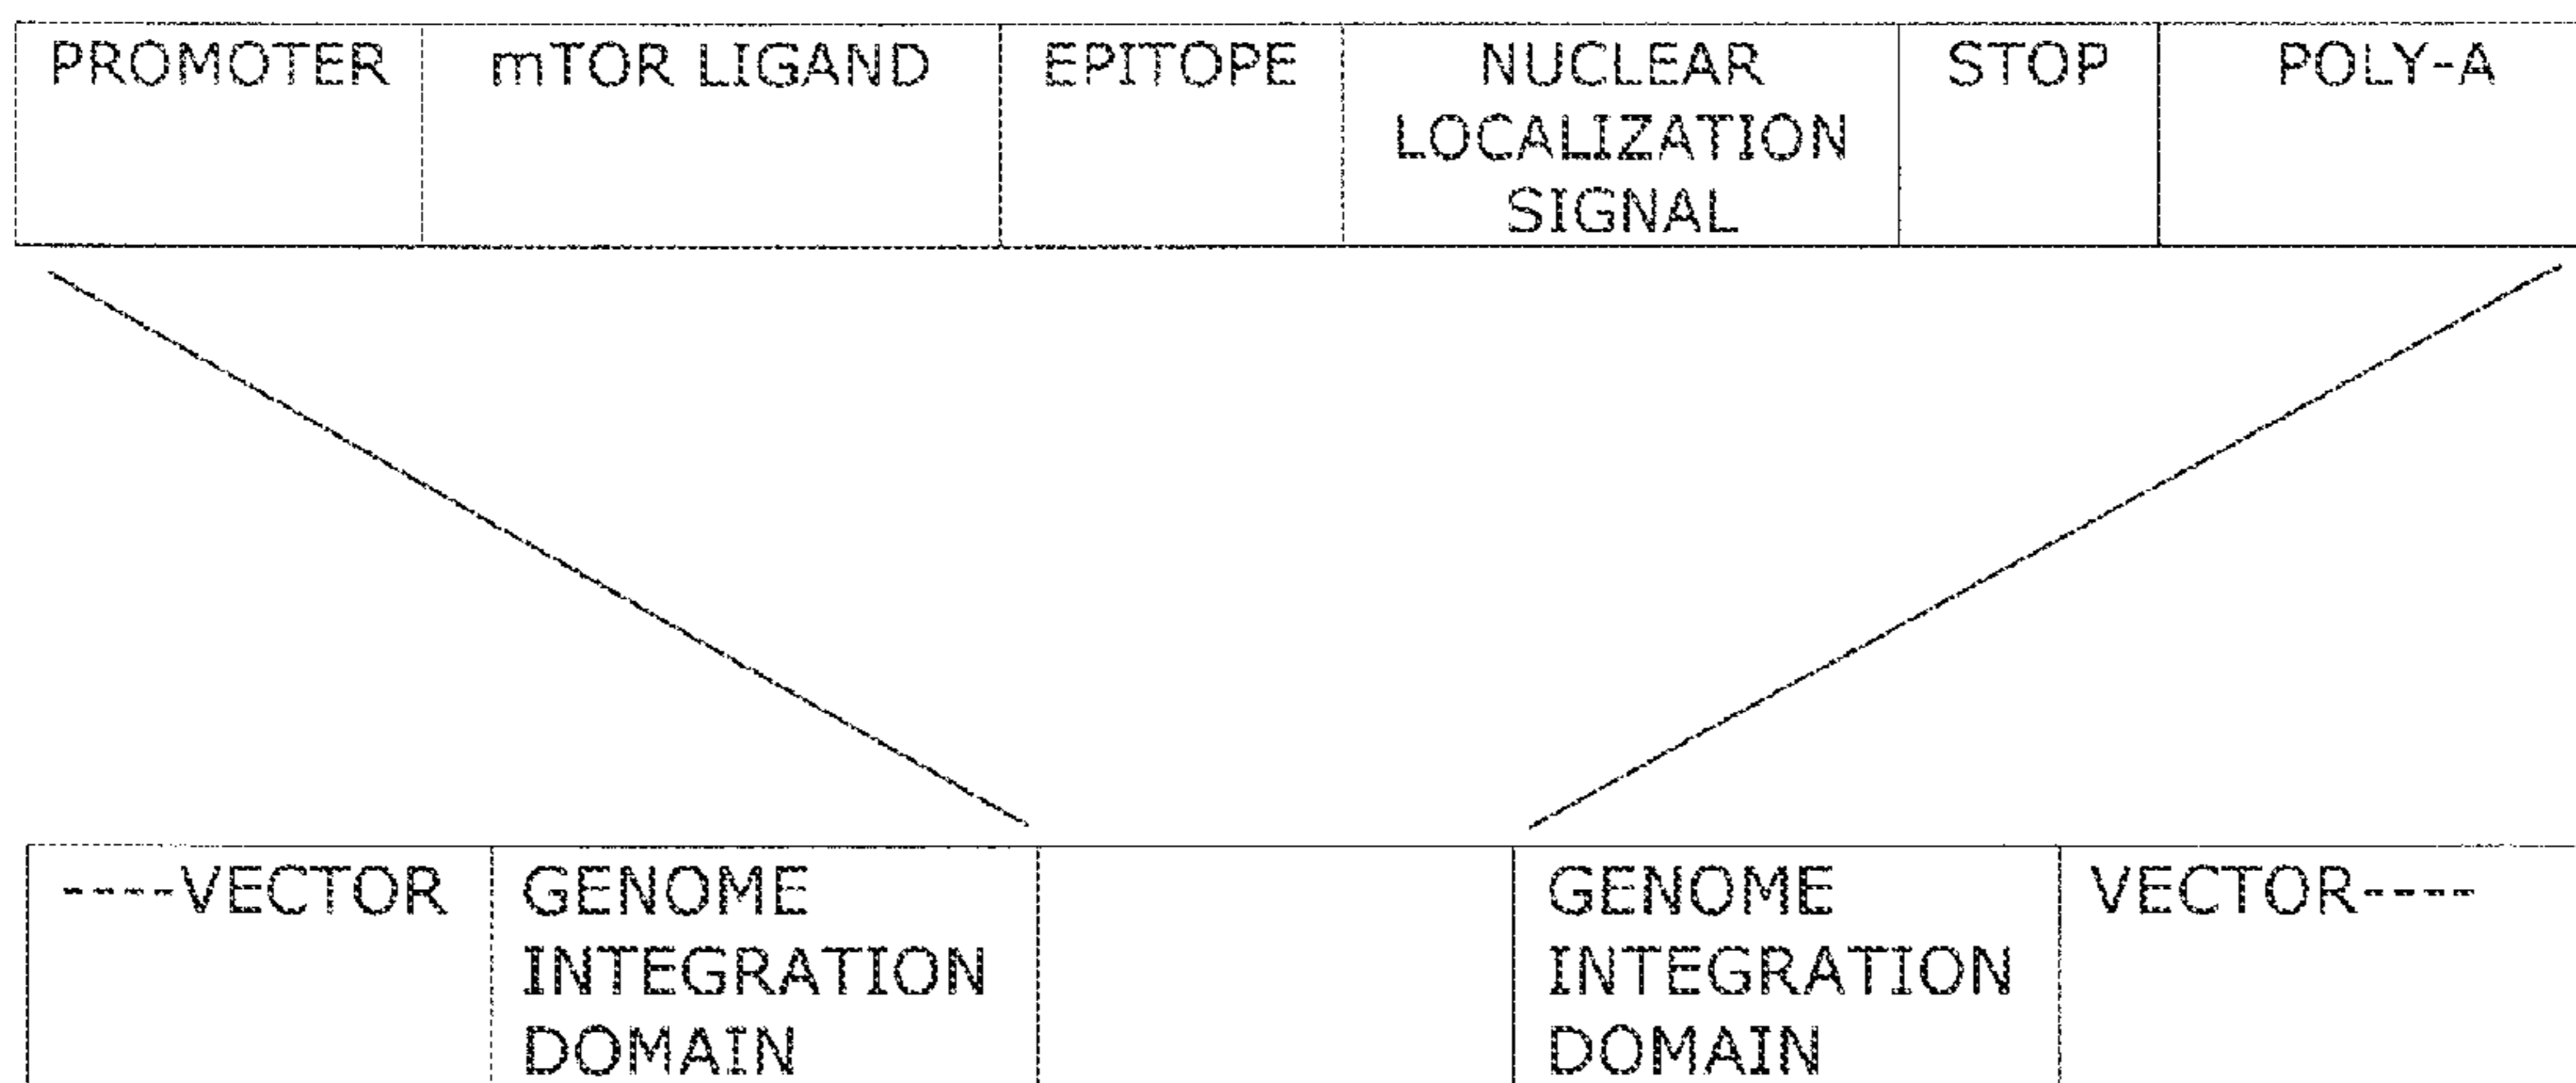 PROMOTER mTOR LIGAND EPITOPE NUCLEAR STOP POLY-A
LOCALIZATION
SIGNAL
----VECTOR GENOME GENOME VECTOR----
INTEGRATION INTEGRATION
DOMAIN DOMAIN